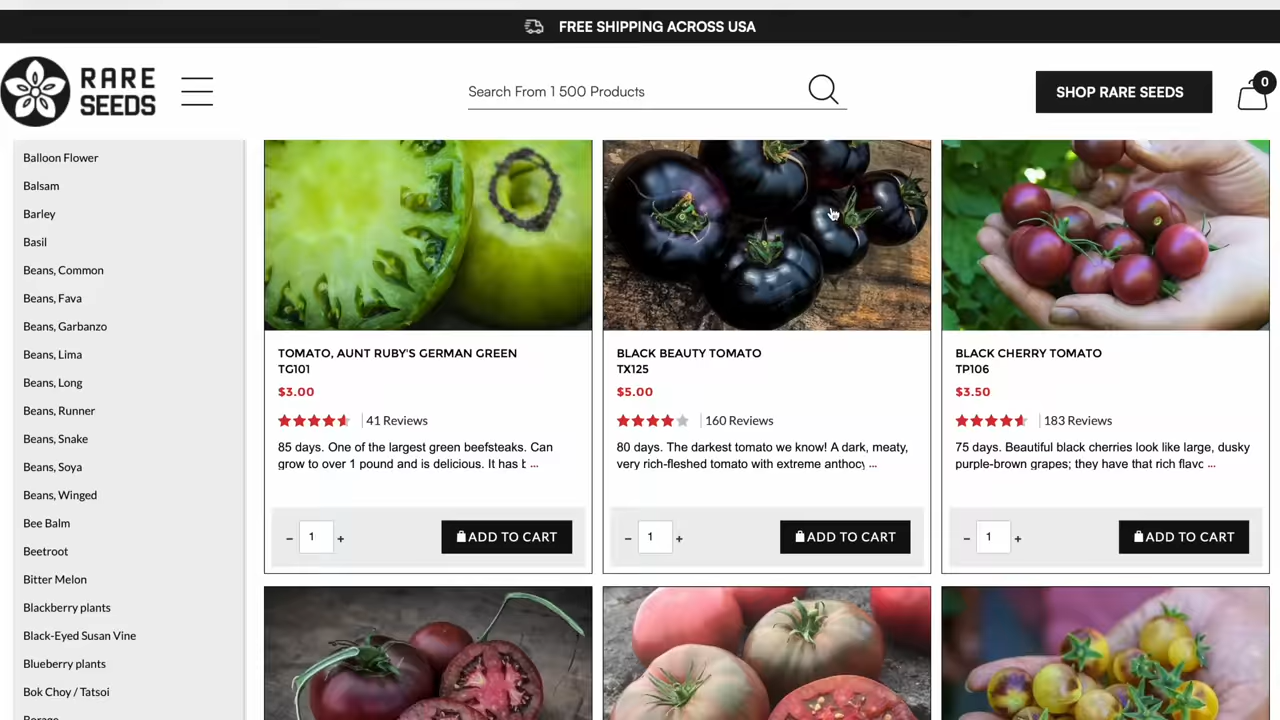 FREE SHIPPING ACROSS USA
RARE
SEEDS
Search From 1 500 Products
SHOP RARE SEEDS
0
Balloon Flower
Balsam
Barley
Basil
Beans, Common
Beans, Fava
Beans, Garbanzo
Beans, Lima
Beans, Long
Beans, Runner
Beans, Snake
Beans, Soya
Beans, Winged
Bee Balm
Beetroot
Bitter Melon
Blackberry plants
Black-Eyed Susan Vine
Blueberry plants
Bok Choy / Tatsoi
Borage
TOMATO, AUNT RUBY'S GERMAN GREEN
TG101
$3.00
41 Reviews
85 days. One of the largest green beefsteaks. Can
grow to over 1 pound and is delicious. It has b ...
– 1 +
ADD TO CART
BLACK BEAUTY TOMATO
TX125
$5.00
160 Reviews
80 days. The darkest tomato we know! A dark, meaty,
very rich-fleshed tomato with extreme anthocy ...
– 1 +
ADD TO CART
BLACK CHERRY TOMATO
TP106
$3.50
183 Reviews
75 days. Beautiful black cherries look like large, dusky
purple-brown grapes; they have that rich flavo ...
– 1 +
ADD TO CART